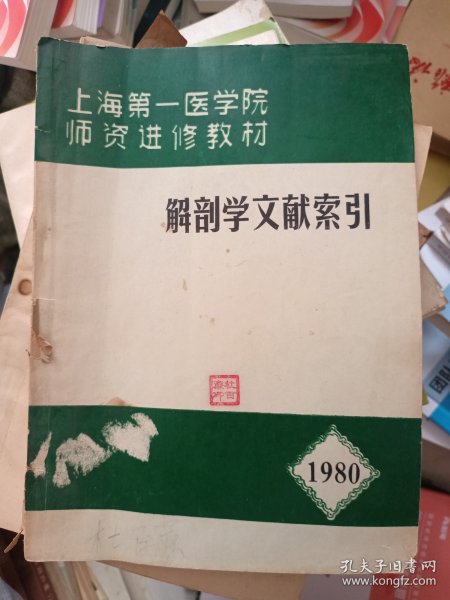 上海第一医学院
师资进修教材
解剖学文献索引
1980
孔夫子旧书网
www.kongfz.com